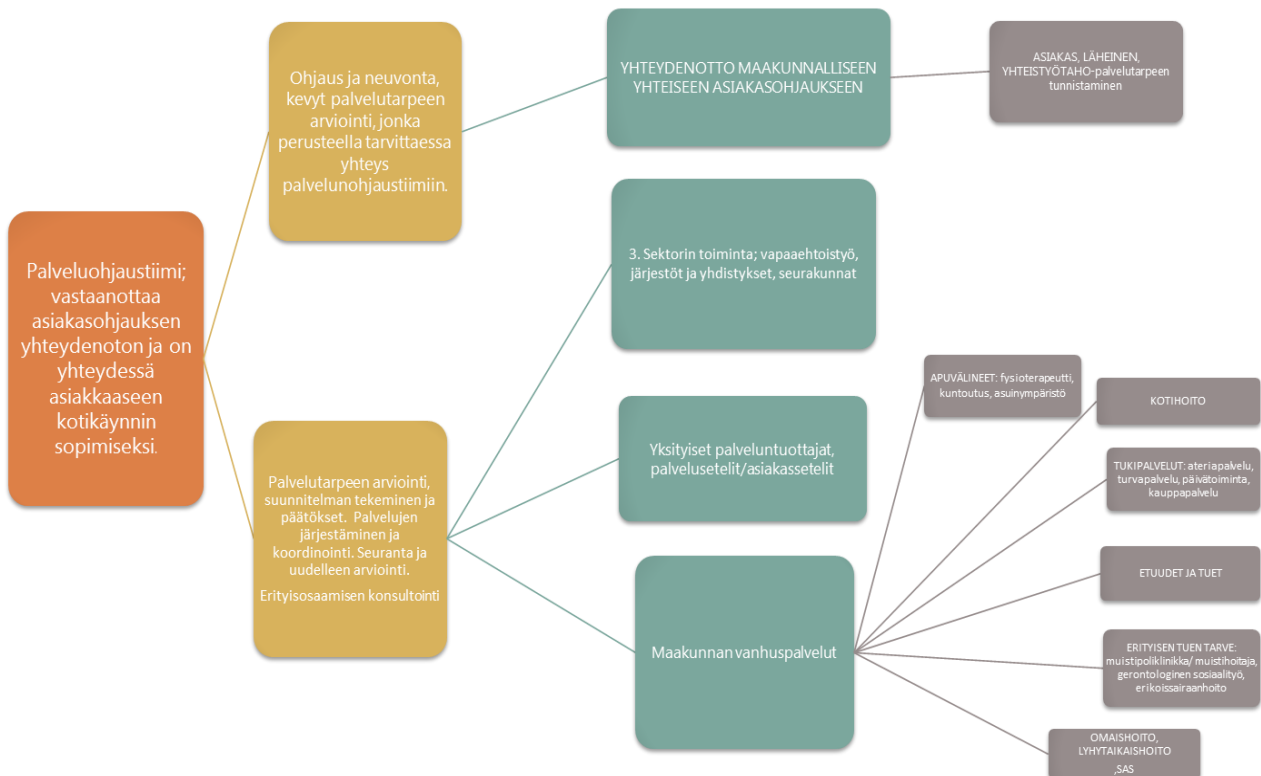 Palveluohjaustiimi;
vastaanottaa
asiakasohjauksen
yhteydenoton ja on
yhteydessä
asiakkaaseen
kotikäynnin
sopimiseksi.
Ohjaus ja neuvonta,
kevyt palvelutarpeen
arviointi, jonka
perusteella tarvittaessa
yhteys
palvelunohjaustiimiin.
YHTEYDENOTTO MAAKUNNALLISEEN
YHTEISEEN ASIAKASOHJAUKSEEN
ASIAKAS, LÄHEINEN,
YHTEISTYÖTAHO-palvelutarpeen
tunnistaminen
Palvelutarpeen arviointi,
suunnitelman tekeminen ja
päätökset. Palvelujen
järjestäminen ja
koordinointi. Seuranta ja
uudelleen arviointi.
Erityisosaamisen konsultointi
3. Sektorin toiminta; vapaaehtoistyö,
järjestöt ja yhdistykset, seurakunnat
Yksityiset palveluntuottajat,
palvelusetelit/asiakassetelit
Maakunnan vanhuspalvelut
APUVÄLINEET: fysioterapeutti,
kuntoutus, asuinympäristö
KOTIHOITO
TUKIPALVELUT: ateriapalvelu,
turvapalvelu, päivätoiminta,
kauppapalvelu
ETUUDET JA TUET
ERITYISEN TUEN TARVE:
muistipoliklinikka/ muistihoitaja,
gerontologinen sosiaalityö,
erikoissairaanhoito
OMAISHOITO,
LYHYTAIKAISHOITO
,SAS